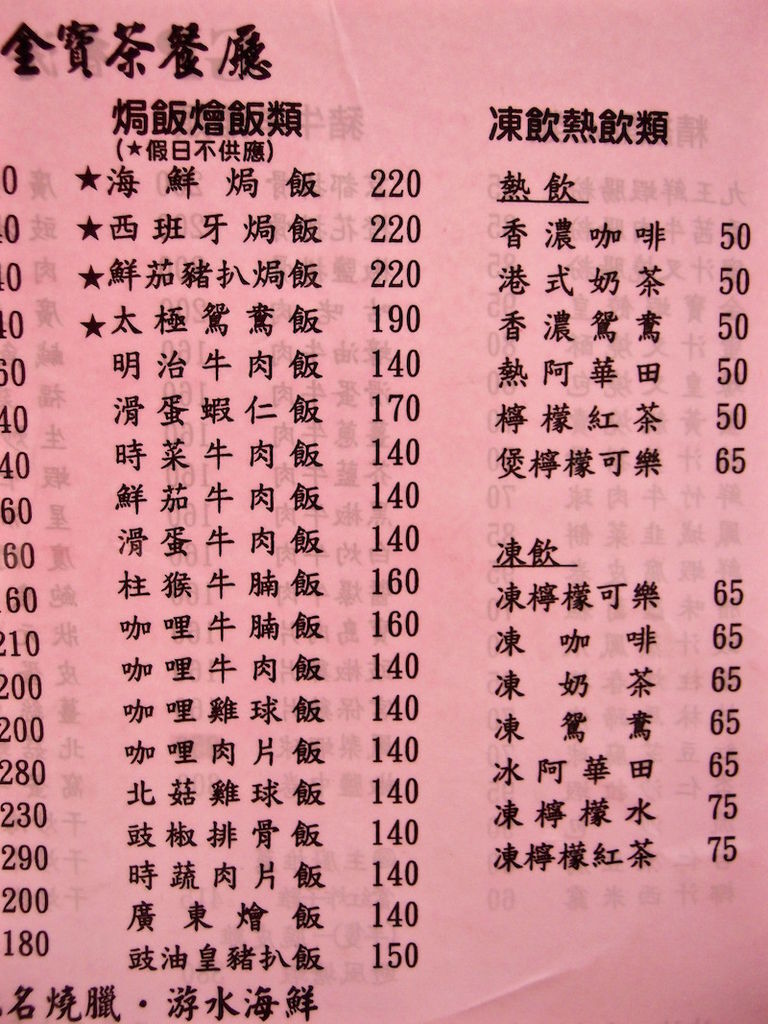 金寶茶餐廳
焗飯燴飯類
(★假日不供應)
★海鮮焗飯 220
★西班牙焗飯 220
★鮮茄豬扒焗飯 220
★太極鴛鴦飯 190
明治牛肉飯 140
滑蛋蝦仁飯 170
時菜牛肉飯 140
鮮茄牛肉飯 140
滑蛋牛肉飯 140
柱猴牛腩飯 160
咖哩牛腩飯 160
咖哩牛肉飯 140
咖哩雞球飯 140
咖哩肉片飯 140
北菇雞球飯 140
豉椒排骨飯 140
時蔬肉片飯 140
廣東燴飯 140
豉油皇豬扒飯 150
凍飲熱飲類
熱飲
香濃咖啡 50
港式奶茶 50
香濃鴛鴦 50
熱阿華田 50
檸檬紅茶 50
煲檸檬可樂 65
凍飲
凍檸檬可樂 65
凍咖啡 65
凍奶茶 65
凍鴛鴦 65
冰阿華田 65
凍檸檬水 75
凍檸檬紅茶 75
210
200
200
280
230
290
200
180
名燒臘・游水海鮮